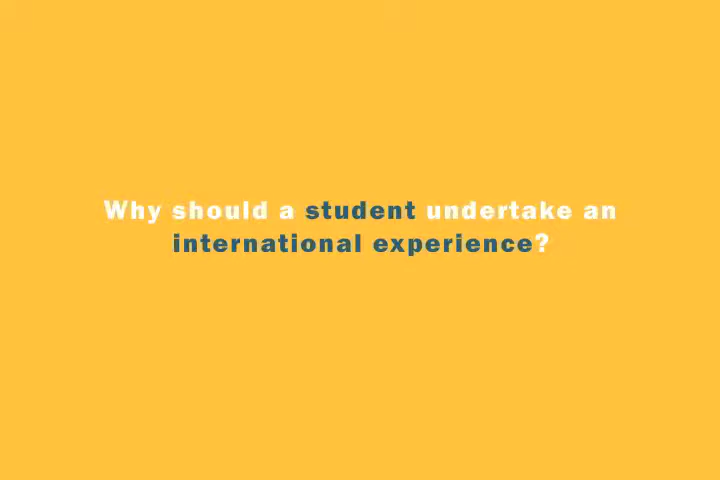 Why should a student undertake an
international experience?